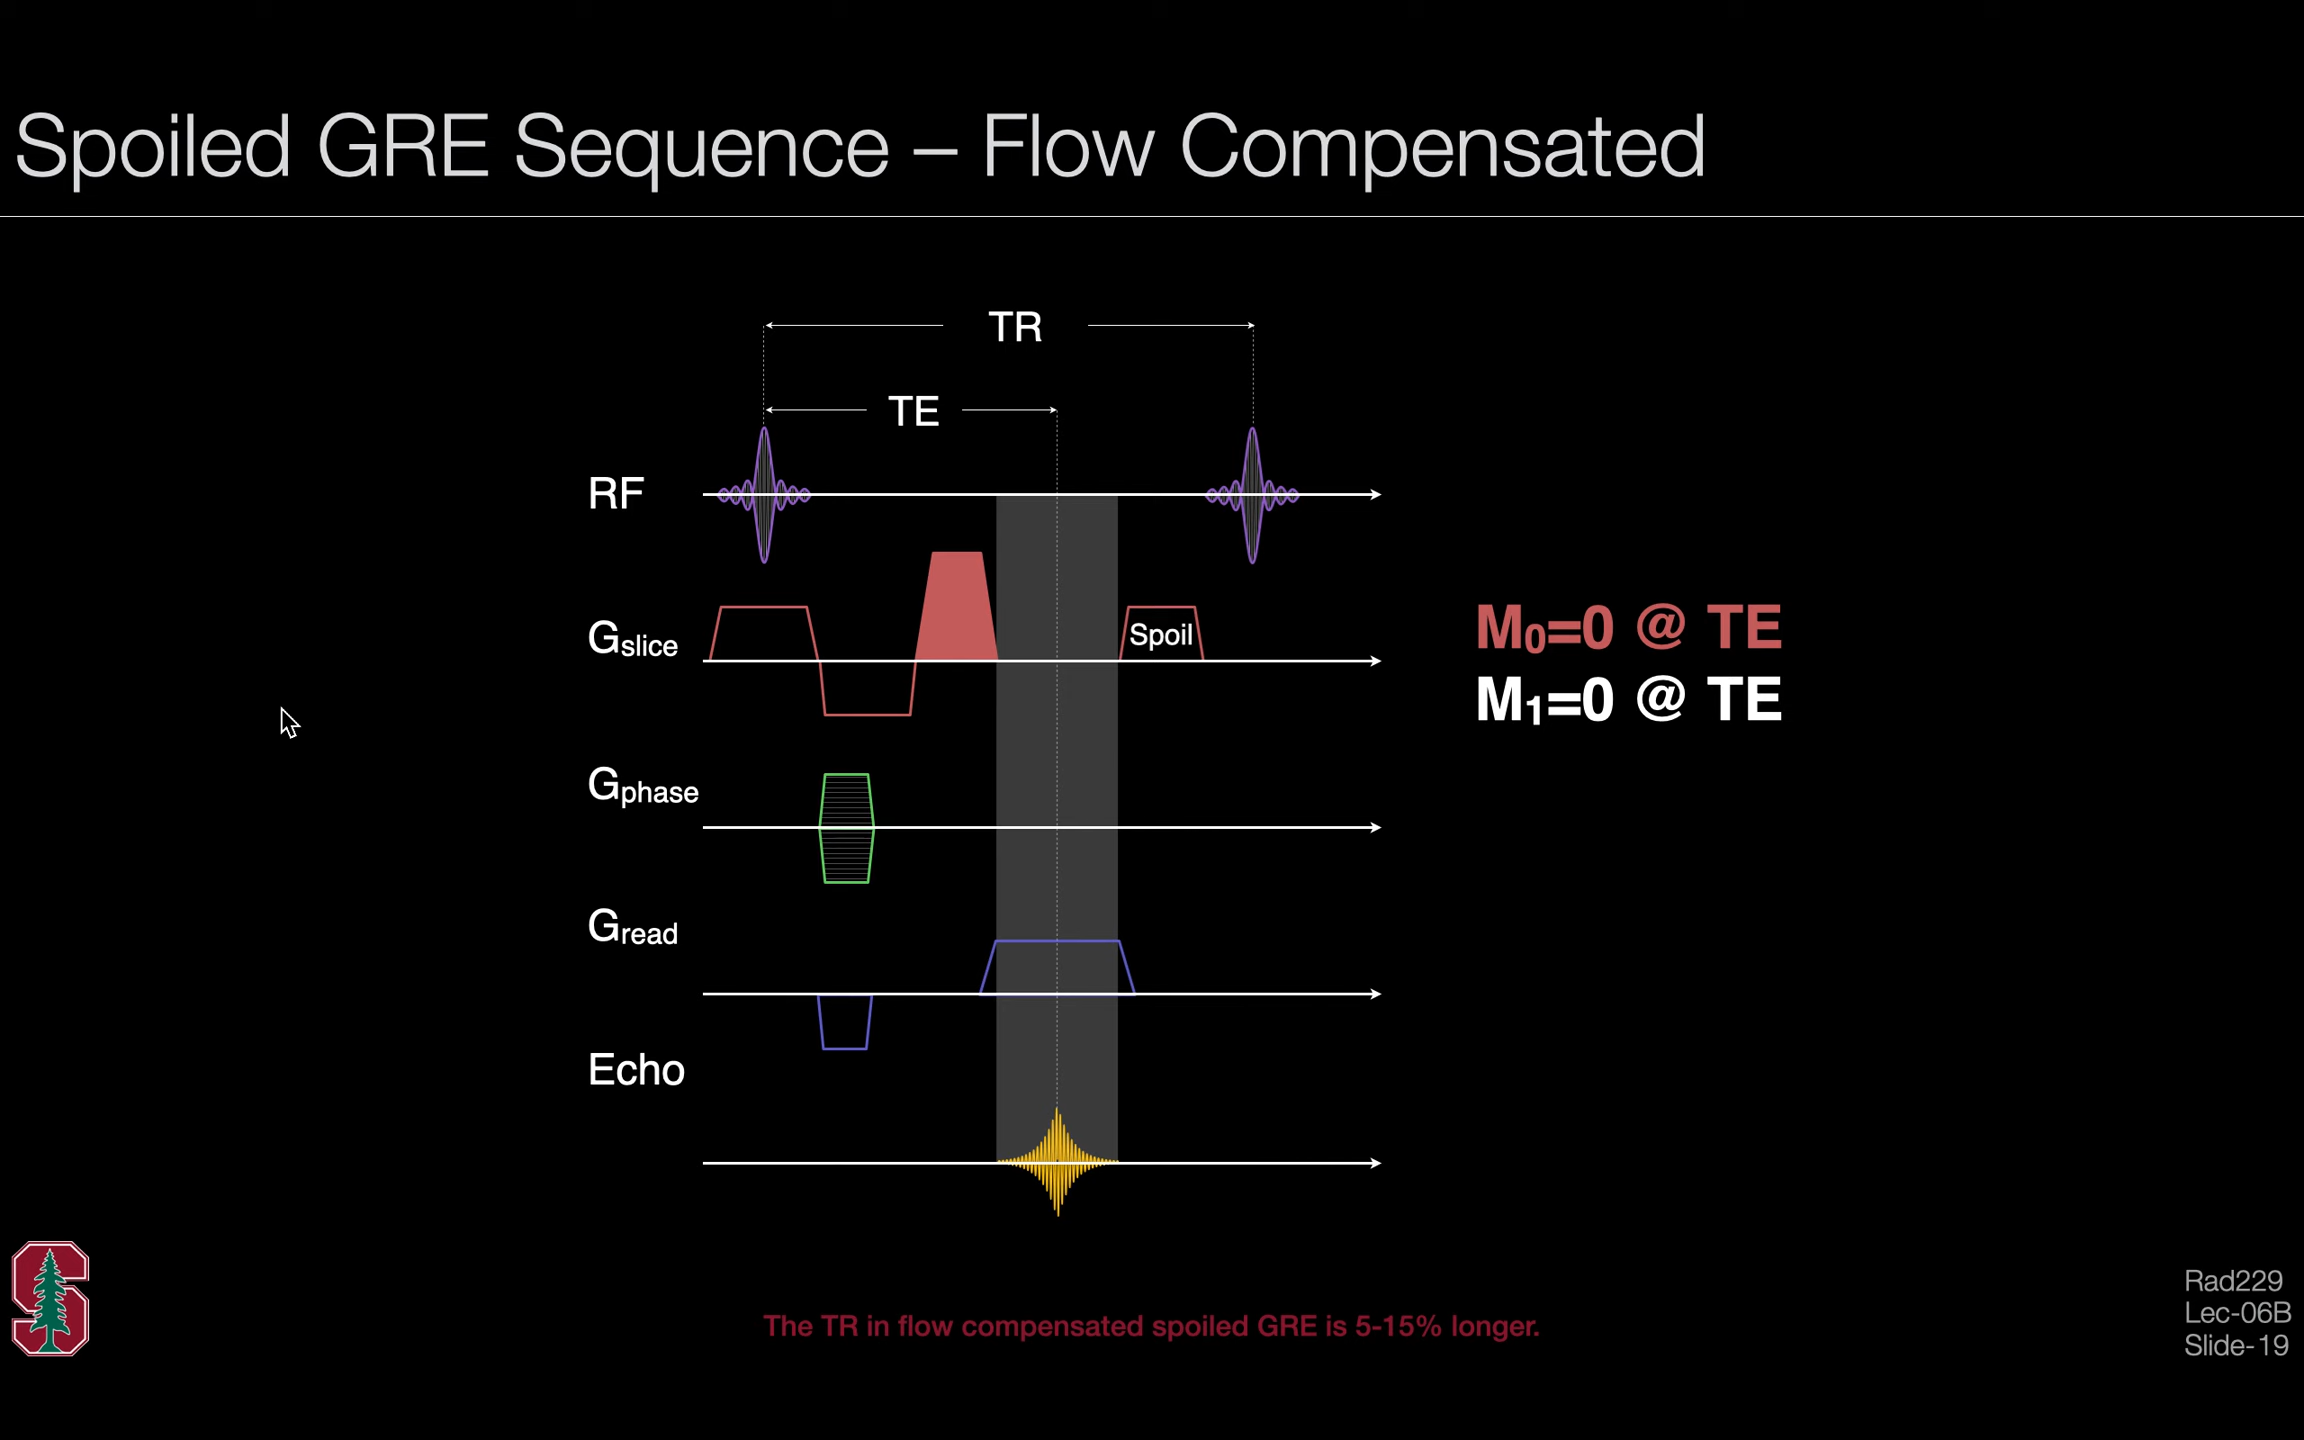 Spoiled GRE Sequence – Flow Compensated
TR
TE
RF
Gslice
Spoil
M0=0 @ TE
M1=0 @ TE
Gphase
Gread
Echo
The TR in flow compensated spoiled GRE is 5-15% longer.
Rad229
Lec-06B
Slide-19